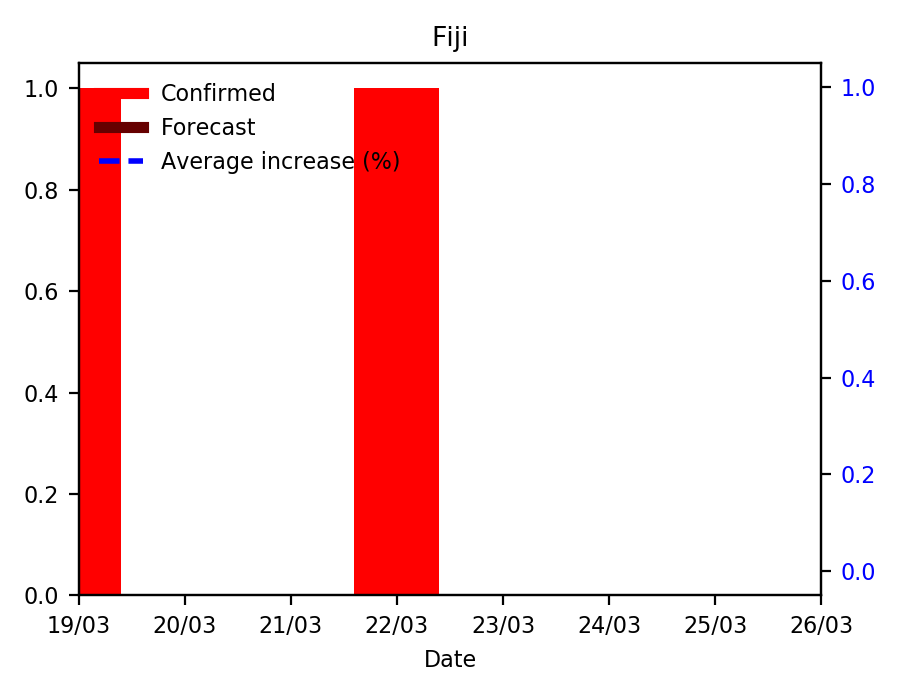 Fiji
1.0 Confirmed 1.0
Forecast
Average increase (%)
0.8 0.8
0.6 0.6
0.4 0.4
0.2 0.2
0.0 0.0
19/03 20/03 21/03 22/03 23/03 24/03 25/03 26/03
Date